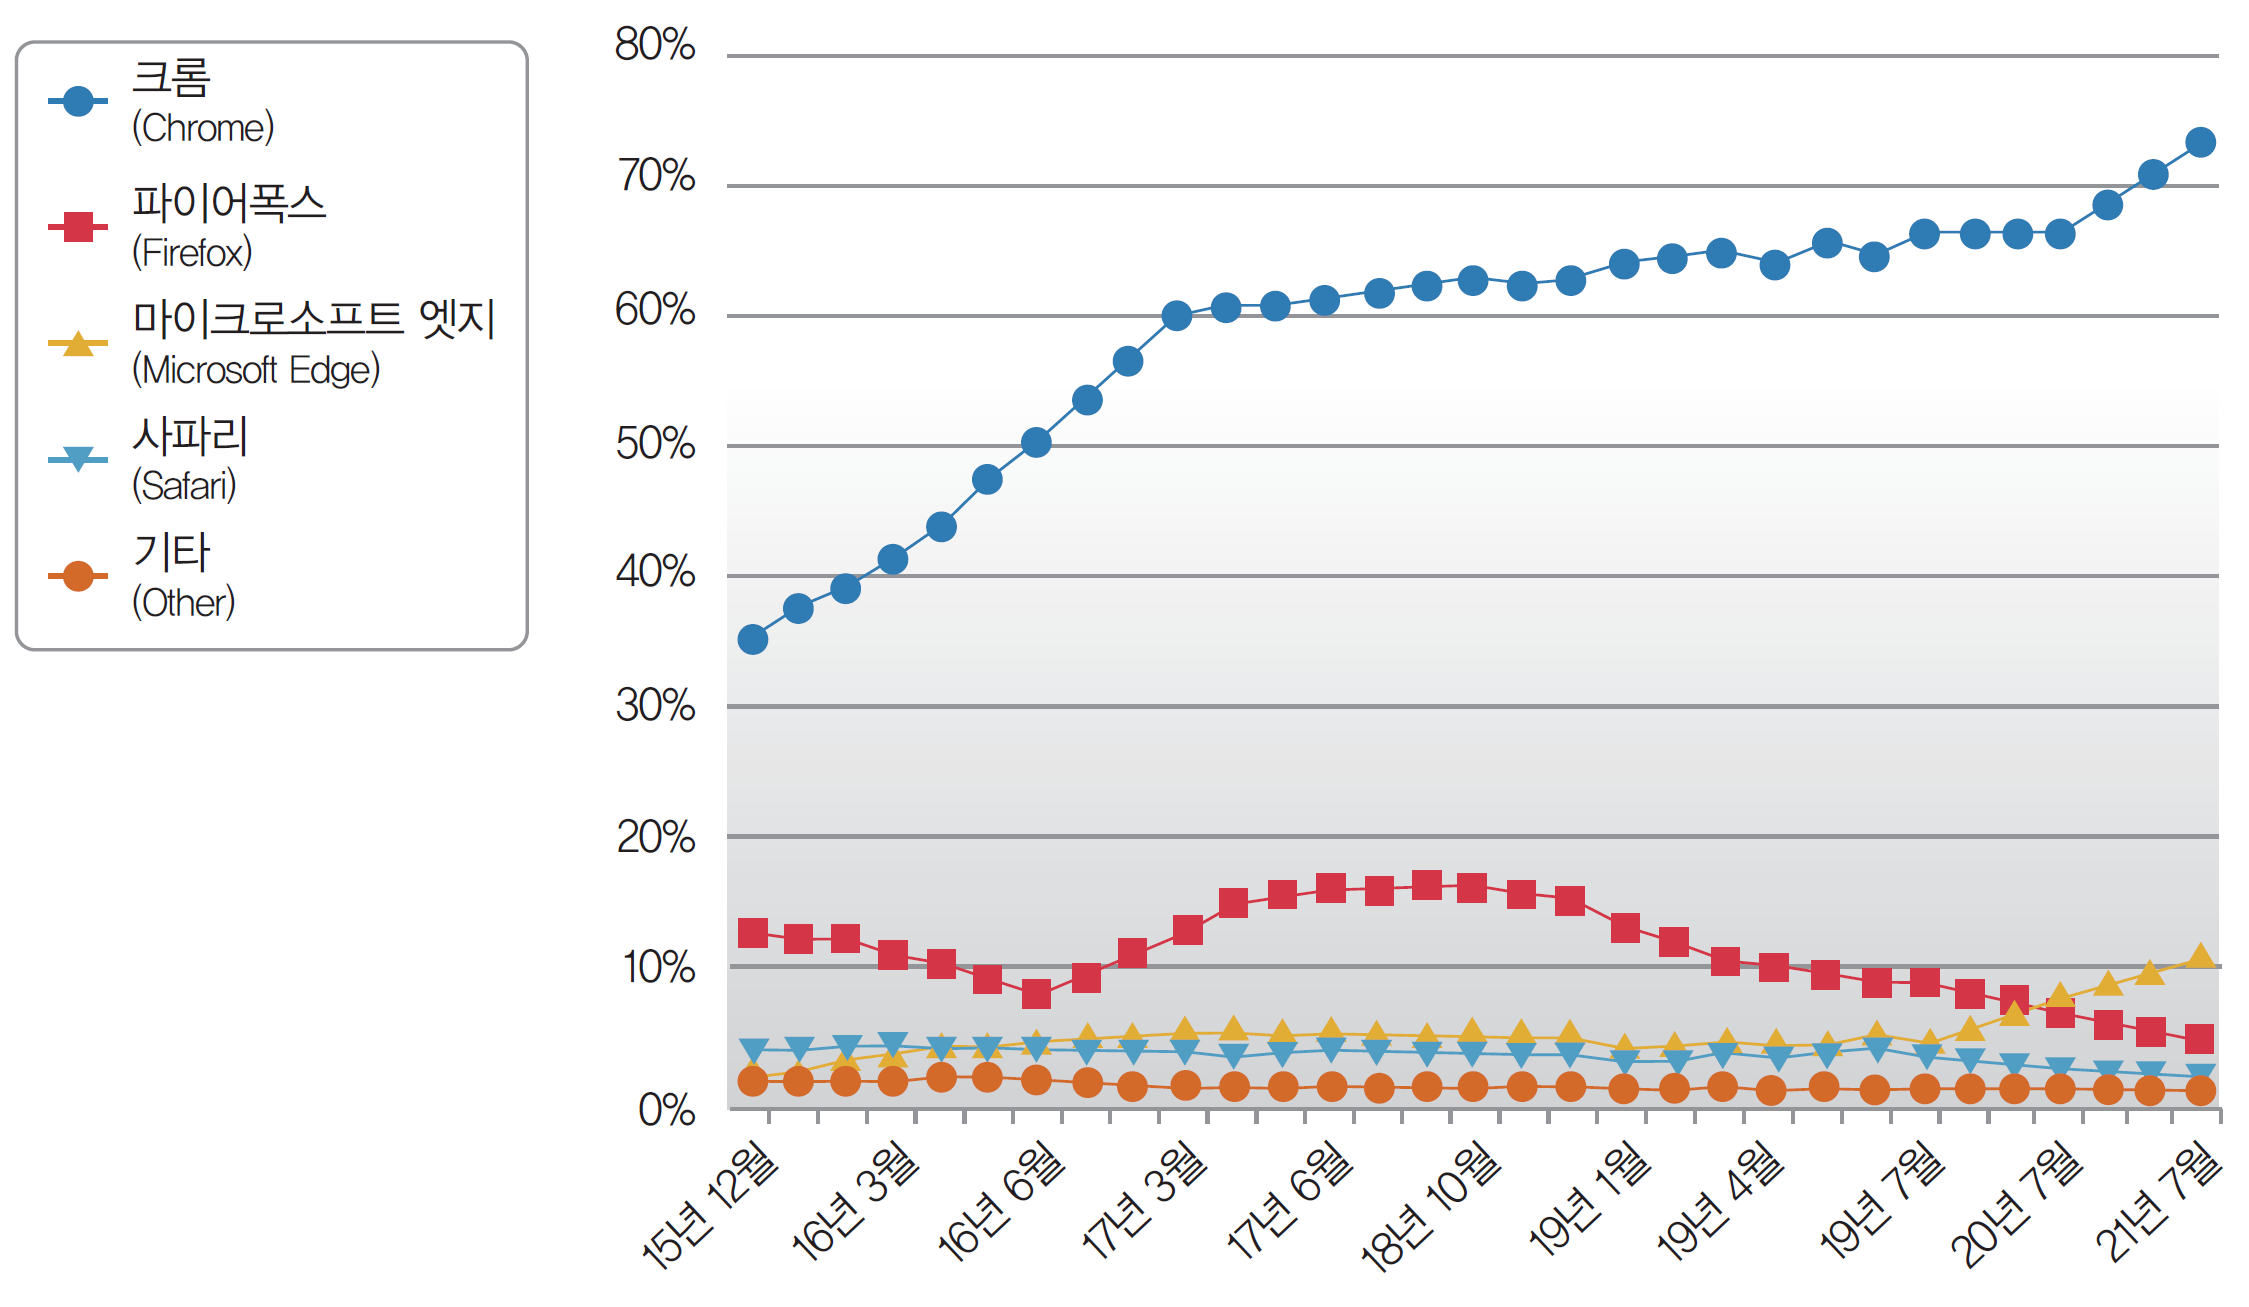 크롬
(Chrome)
파이어폭스
(Firefox)
마이크로소프트 엣지
(Microsoft Edge)
사파리
(Safari)
기타
(Other)
80%
70%
60%
50%
40%
30%
20%
10%
0%
15년 12월
16년 3월
16년 6월
17년 3월
17년 6월
18년 10월
19년 1월
19년 4월
19년 7월
20년 7월
21년 7월